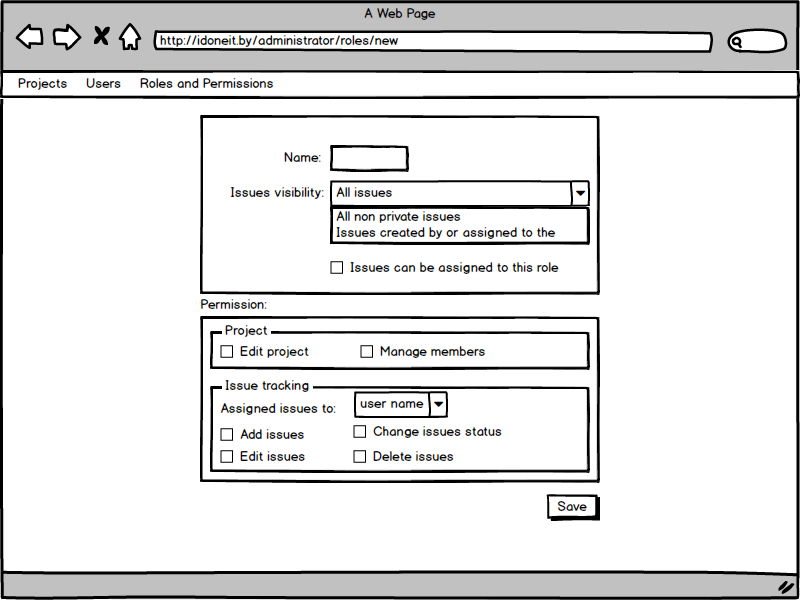 A Web Page
http://idoneit.by/administrator/roles/new
Projects Users Roles and Permissions
Name:
Issues visibility: All issues
All non private issues
Issues created by or assigned to the
Issues can be assigned to this role
Permission:
Project
Edit project Manage members
Issue tracking
Assigned issues to: user name
Add issues Change issues status
Edit issues Delete issues
Save